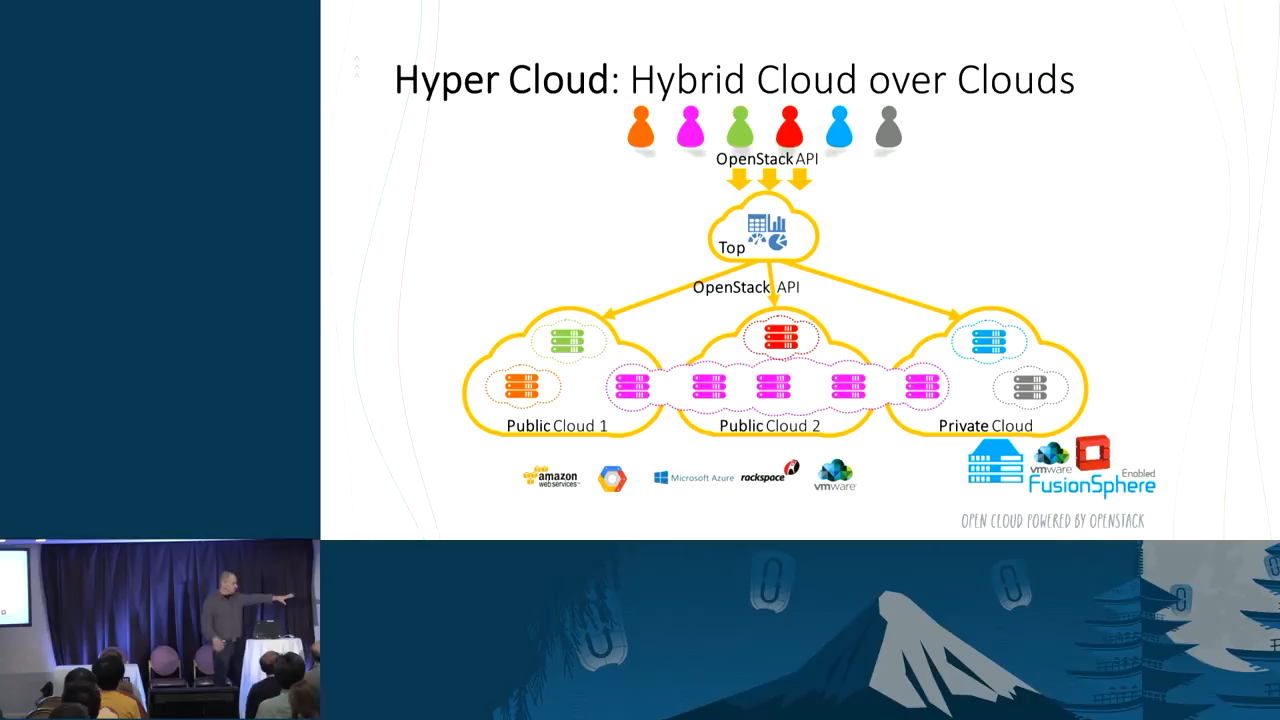 Hyper Cloud: Hybrid Cloud over Clouds
OpenStack API
Top
OpenStack API
Public Cloud 1
Public Cloud 2
Private Cloud
amazon
webservices™
Microsoft Azure
rackspace
vmware
vmware
Enabled
FusionSphere
OPEN CLOUD POWERED BY OPENSTACK